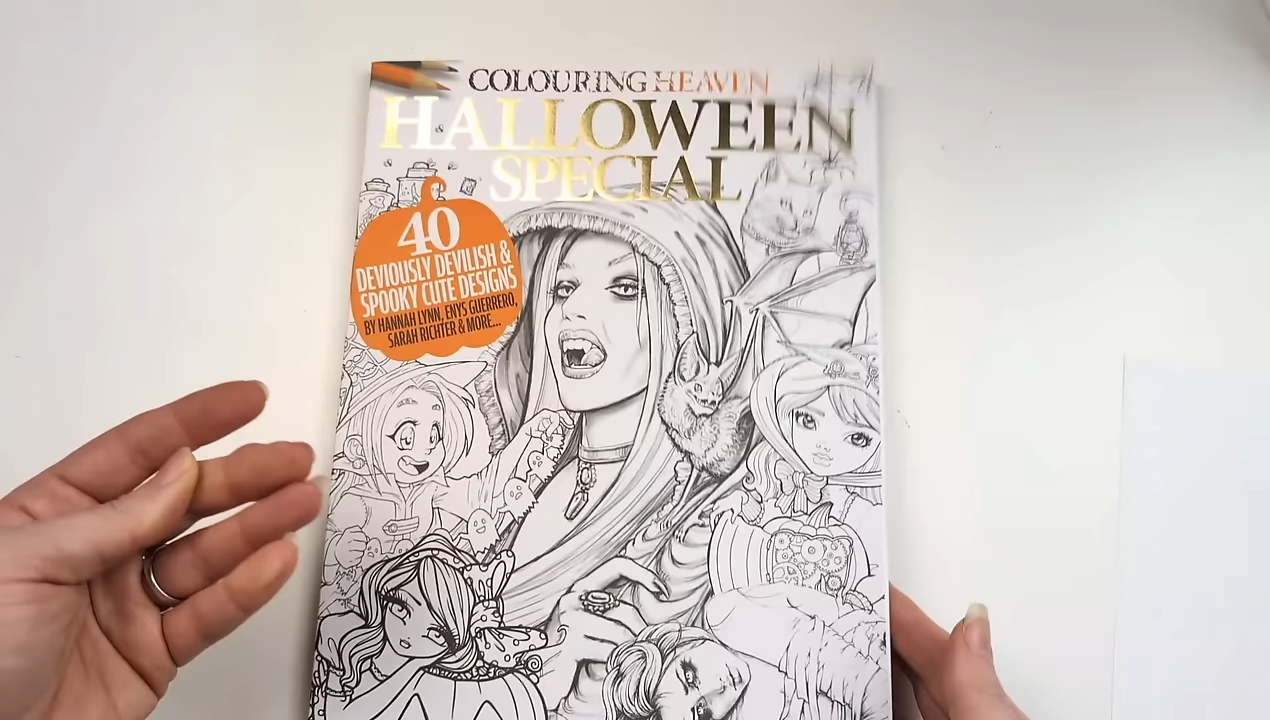 COLOURING HEAVEN
HALLOWEEN
SPECIAL
40
DEVIOUSLY DEVILISH &
SPOOKY CUTE DESIGNS
BY HANNAH LYNN, ENYS GUERRERO,
SARAH RICHTER & MORE...